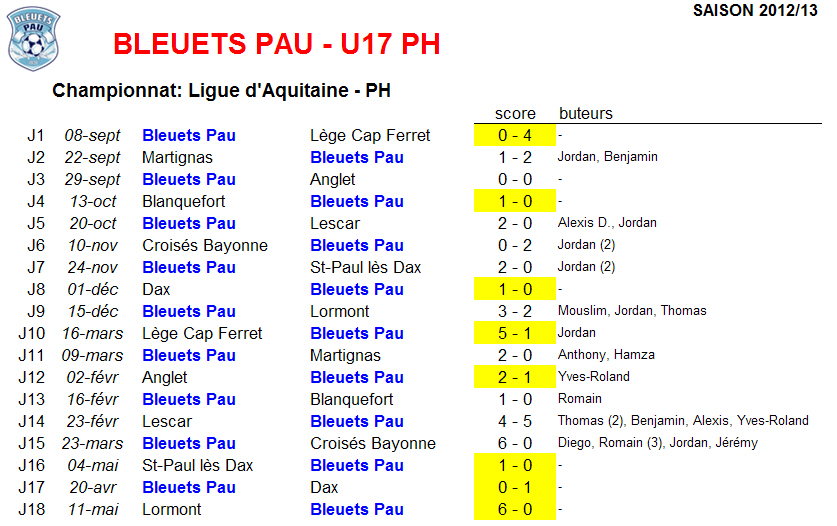 SAISON 2012/13
BLEUETS PAU
BLEUETS PAU - U17 PH
Championnat: Ligue d'Aquitaine - PH
score buteurs
J1 08-sept Bleuets Pau Lège Cap Ferret 0 - 4 -
J2 22-sept Martignas Bleuets Pau 1 - 2 Jordan, Benjamin
J3 29-sept Bleuets Pau Anglet 0 - 0 -
J4 13-oct Blanquefort Bleuets Pau 1 - 0 -
J5 20-oct Bleuets Pau Lescar 2 - 0 Alexis D., Jordan
J6 10-nov Croisés Bayonne Bleuets Pau 0 - 2 Jordan (2)
J7 24-nov Bleuets Pau St-Paul lès Dax 2 - 0 Jordan (2)
J8 01-déc Dax Bleuets Pau 1 - 0 -
J9 15-déc Bleuets Pau Lormont 3 - 2 Mouslim, Jordan, Thomas
J10 16-mars Lège Cap Ferret Bleuets Pau 5 - 1 Jordan
J11 09-mars Bleuets Pau Martignas 2 - 0 Anthony, Hamza
J12 02-févr Anglet Bleuets Pau 2 - 1 Yves-Roland
J13 16-févr Bleuets Pau Blanquefort 1 - 0 Romain
J14 23-févr Lescar Bleuets Pau 4 - 5 Thomas (2), Benjamin, Alexis, Yves-Roland
J15 23-mars Bleuets Pau Croisés Bayonne 6 - 0 Diego, Romain (3), Jordan, Jérémy
J16 04-mai St-Paul lès Dax Bleuets Pau 1 - 0 -
J17 20-avr Bleuets Pau Dax 0 - 1 -
J18 11-mai Lormont Bleuets Pau 6 - 0